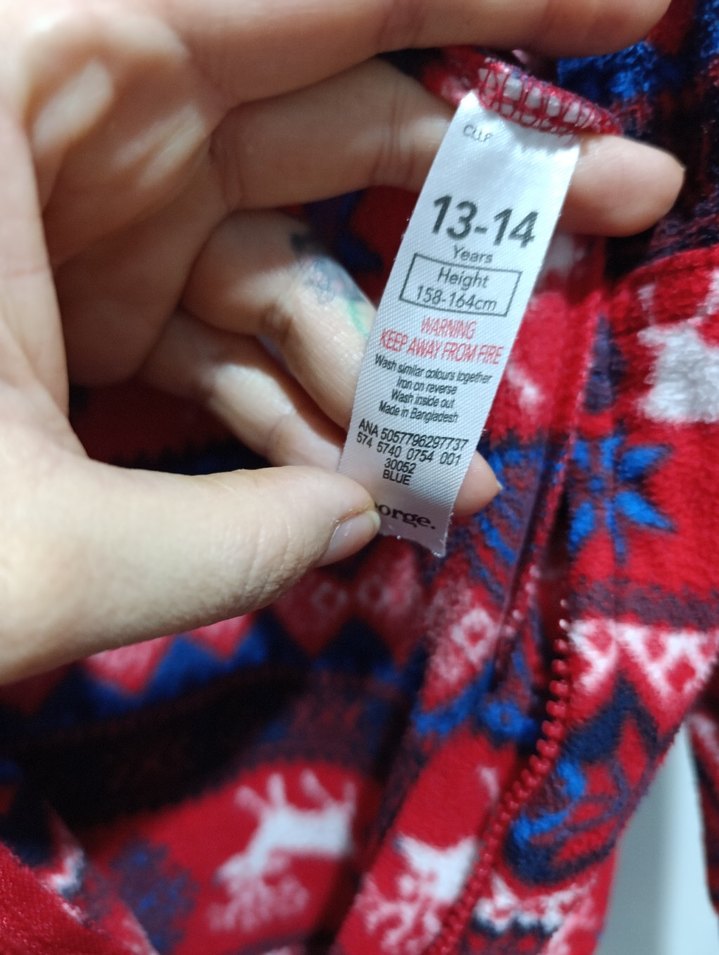 13-14
Years
Height
158-164cm
WARNING
KEEP AWAY FROM FIRE
Wash similar colours together
Iron on reverse
Wash inside out
Made in Bangladesh
ANA 5057796297737
574 5740 0754 001
30052
BLUE
orge.